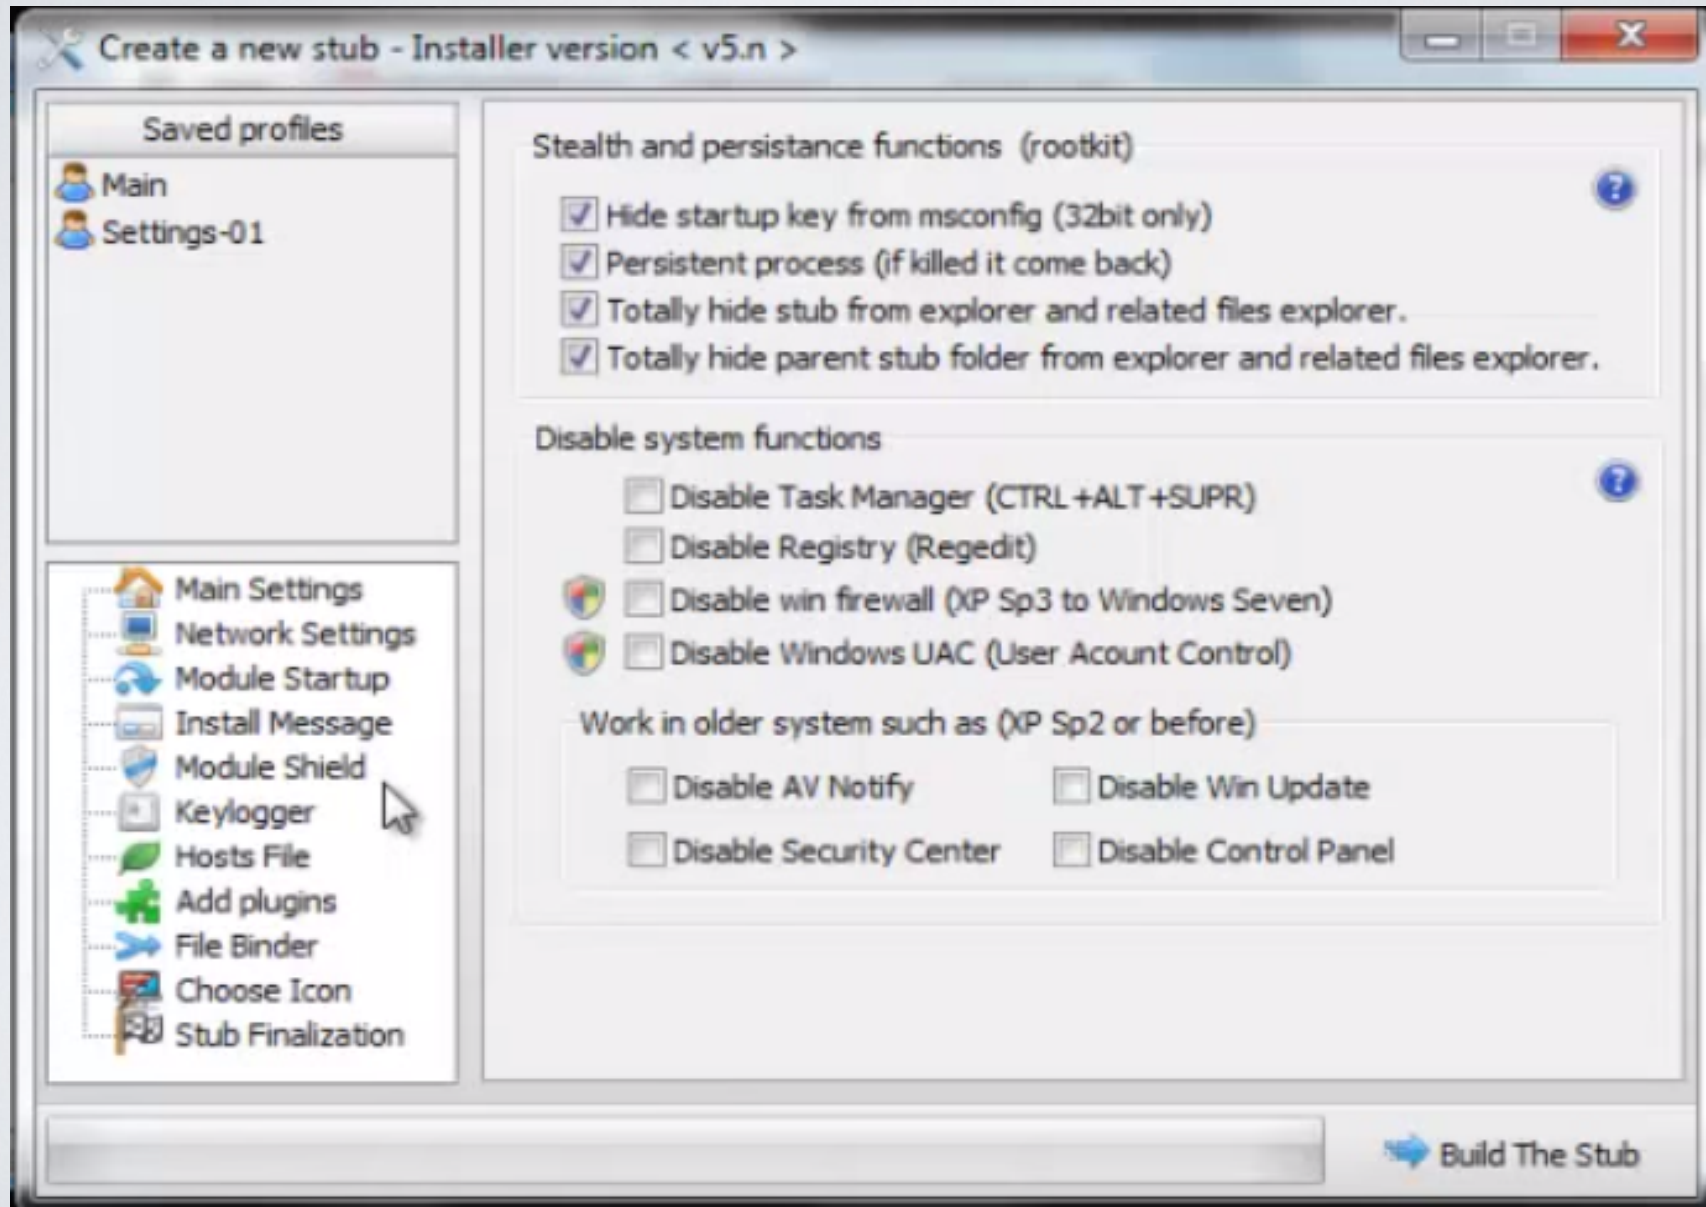 Create a new stub - Installer version < v5.n >
Saved profiles
Main
Settings-01
Main Settings
Network Settings
Module Startup
Install Message
Module Shield
Keylogger
Hosts File
Add plugins
File Binder
Choose Icon
Stub Finalization
Stealth and persistance functions (rootkit)
Hide startup key from msconfig (32bit only)
Persistent process (if killed it come back)
Totally hide stub from explorer and related files explorer.
Totally hide parent stub folder from explorer and related files explorer.
Disable system functions
Disable Task Manager (CTRL+ALT+SUPR)
Disable Registry (Regedit)
Disable win firewall (XP Sp3 to Windows Seven)
Disable Windows UAC (User Acount Control)
Work in older system such as (XP Sp2 or before)
Disable AV Notify
Disable Win Update
Disable Security Center
Disable Control Panel
Build The Stub